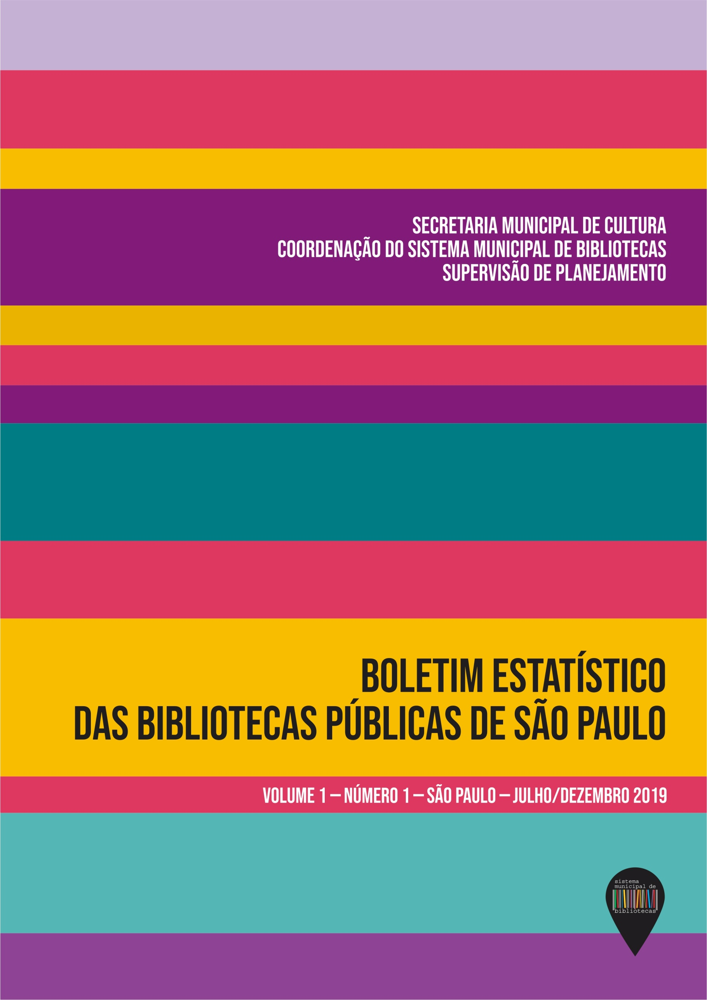 SECRETARIA MUNICIPAL DE CULTURA
COORDENAÇÃO DO SISTEMA MUNICIPAL DE BIBLIOTECAS
SUPERVISÃO DE PLANEJAMENTO
BOLETIM ESTATÍSTICO
DAS BIBLIOTECAS PÚBLICAS DE SÃO PAULO
VOLUME 1 – NÚMERO 1 – SÃO PAULO – JULHO/DEZEMBRO 2019
sistema
municipal de
bibliotecas